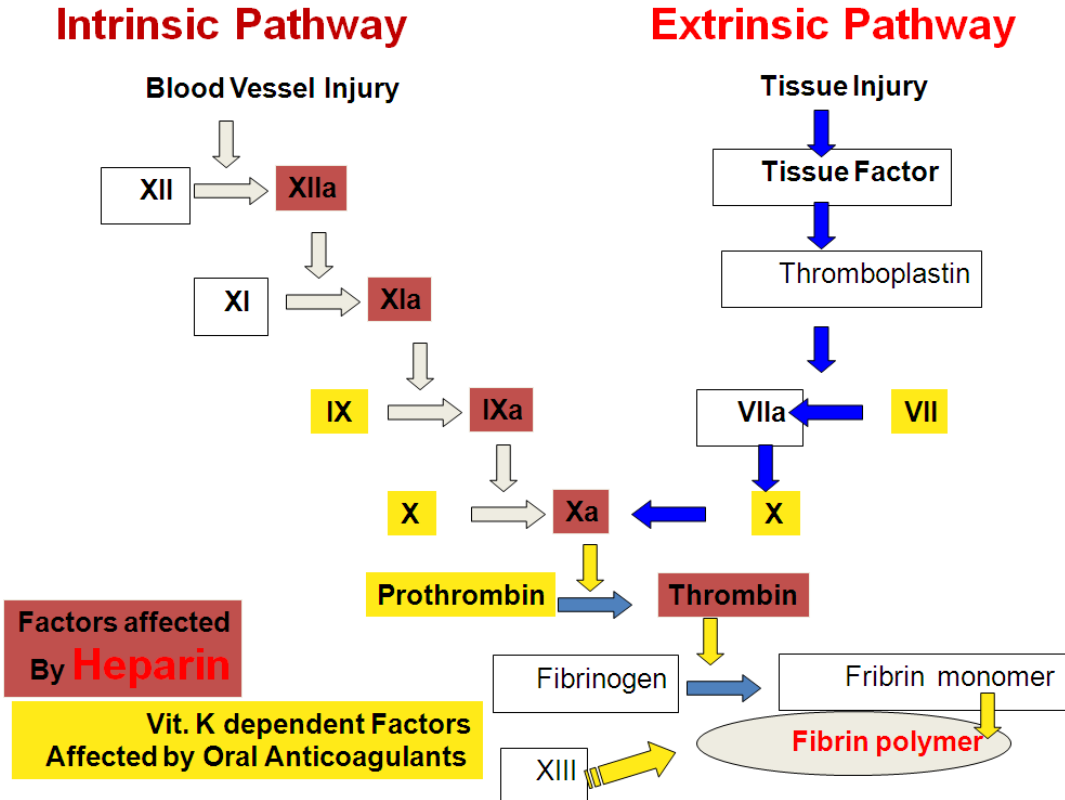 Intrinsic Pathway
Extrinsic Pathway
Blood Vessel Injury
Tissue Injury
XII
XIIa
Tissue Factor
XI
XIa
Thromboplastin
IX
IXa
VIIa
VII
X
Xa
X
Prothrombin
Thrombin
Factors affected
By Heparin
Fibrinogen
Fribrin monomer
Vit. K dependent Factors
Affected by Oral Anticoagulants
Fibrin polymer
XIII